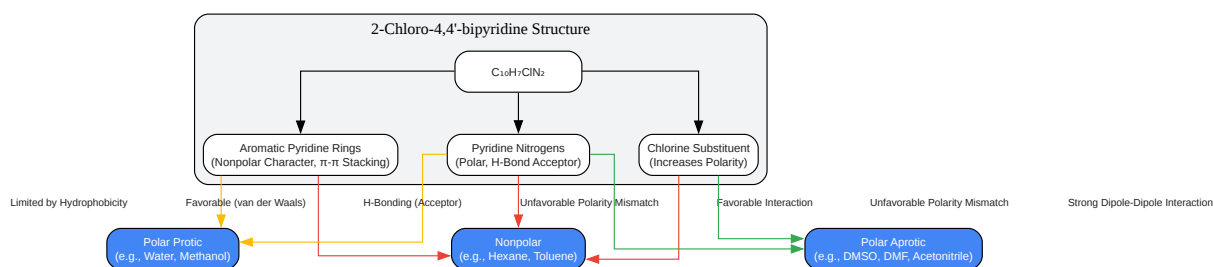 2-Chloro-4,4'-bipyridine Structure
C₁₀H₇ClN₂
Aromatic Pyridine Rings
(Nonpolar Character, π-π Stacking)
Pyridine Nitrogens
(Polar, H-Bond Acceptor)
Chlorine Substituent
(Increases Polarity)
Limited by Hydrophobicity
Favorable (van der Waals)
H-Bonding (Acceptor)
Unfavorable Polarity Mismatch
Favorable Interaction
Unfavorable Polarity Mismatch
Strong Dipole-Dipole Interaction
Polar Protic
(e.g., Water, Methanol)
Nonpolar
(e.g., Hexane, Toluene)
Polar Aprotic
(e.g., DMSO, DMF, Acetonitrile)